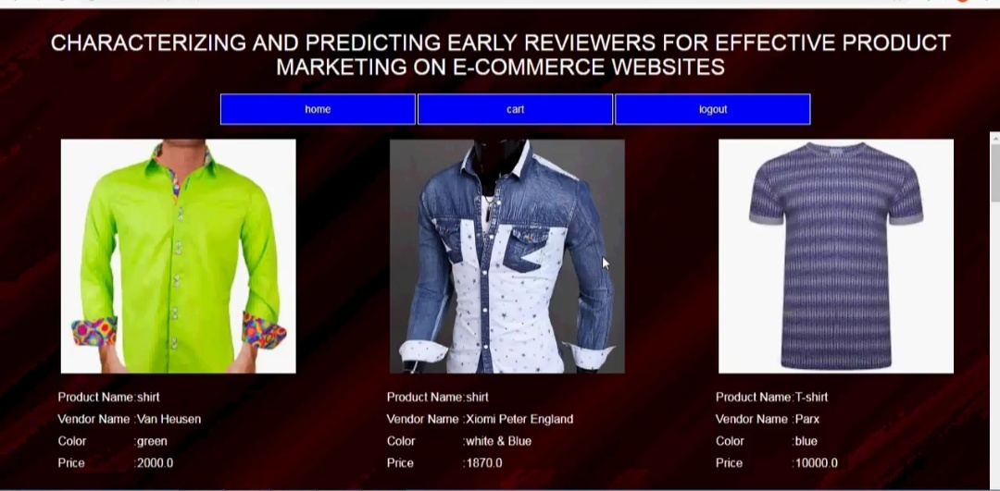 CHARACTERIZING AND PREDICTING EARLY REVIEWERS FOR EFFECTIVE PRODUCT
MARKETING ON E-COMMERCE WEBSITES
home
cart
logout
Product Name:shirt
Vendor Name :Van Heusen
Color :green
Price :2000.0
Product Name:shirt
Vendor Name :Xiomi Peter England
Color :white & Blue
Price :1870.0
Product Name:T-shirt
Vendor Name :Parx
Color :blue
Price :10000.0